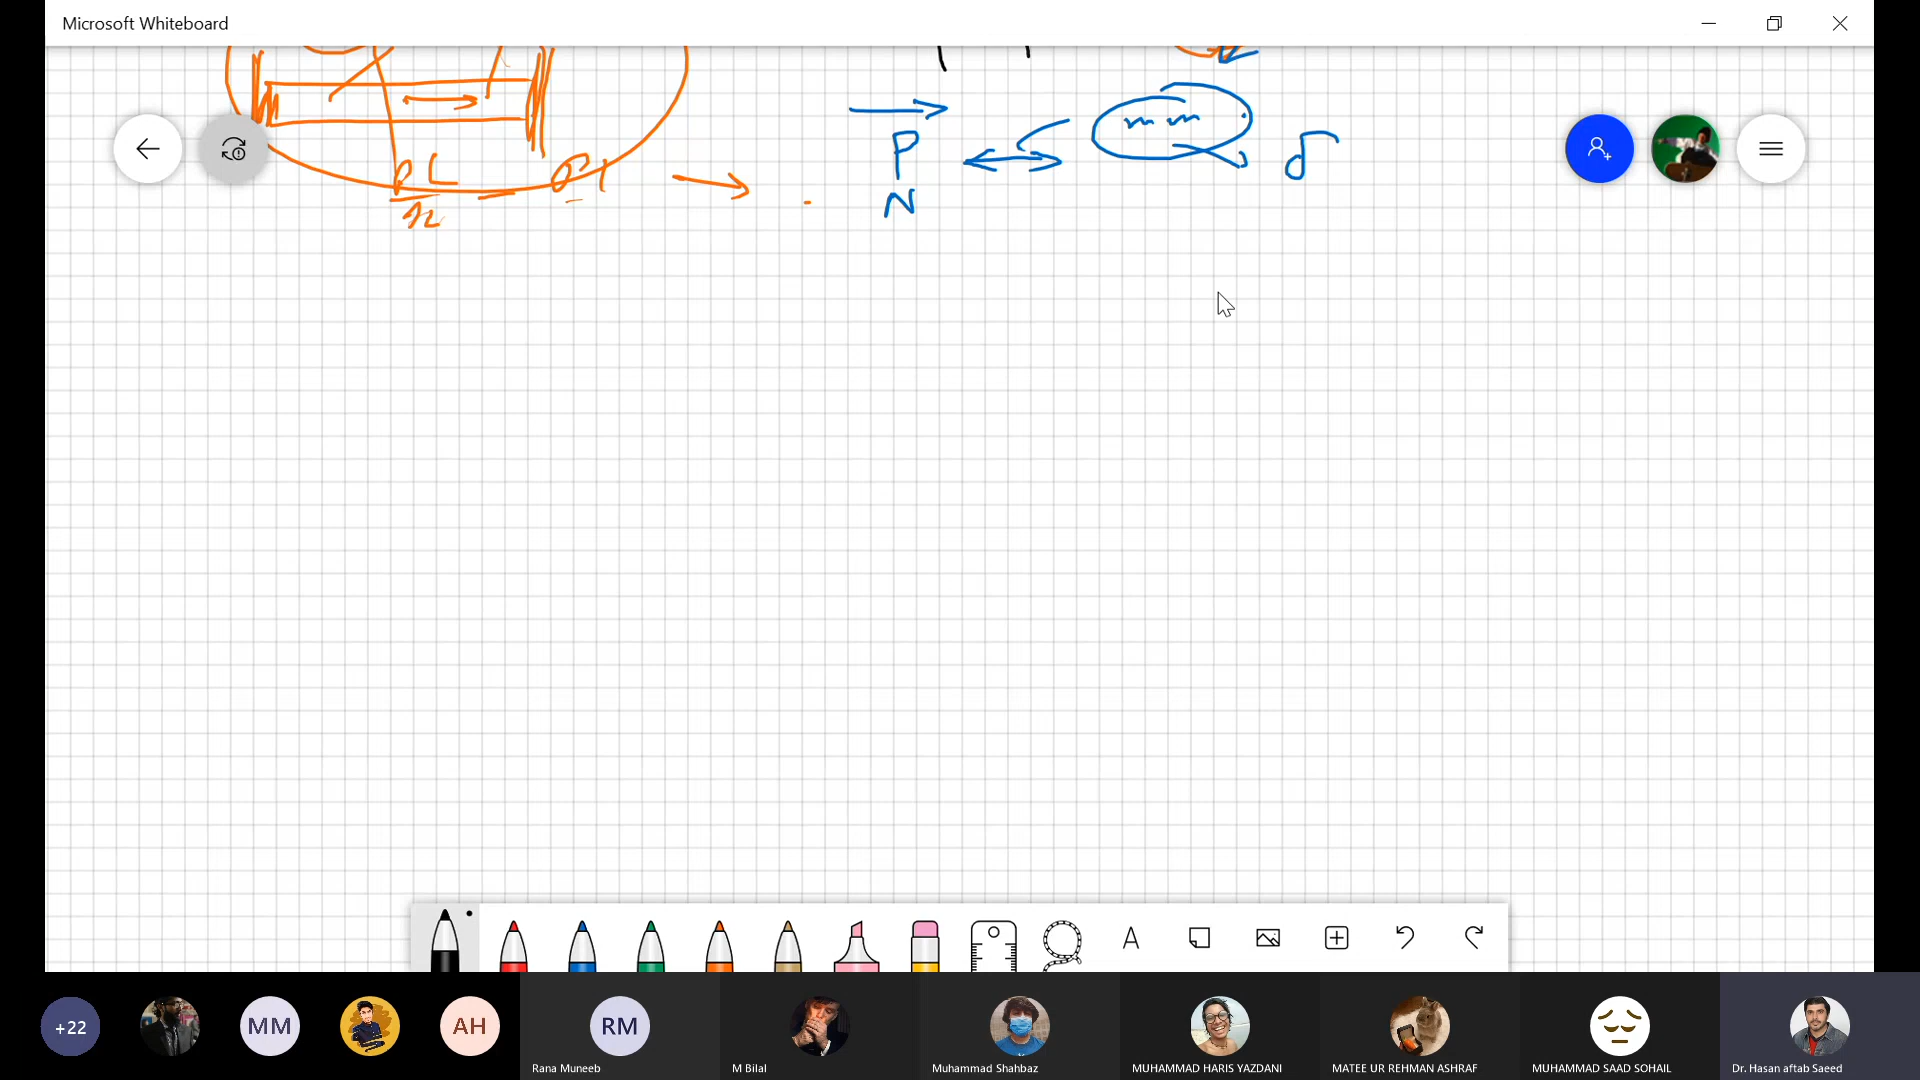 Microsoft Whiteboard
P
N
mm
δ
A
+22
MM
AH
RM
Rana Muneeb
M Bilal
Muhammad Shahbaz
MUHAMMAD HARIS YAZDANI
MATEE UR REHMAN ASHRAF
MUHAMMAD SAAD SOHAIL
Dr. Hasan aftab Saeed